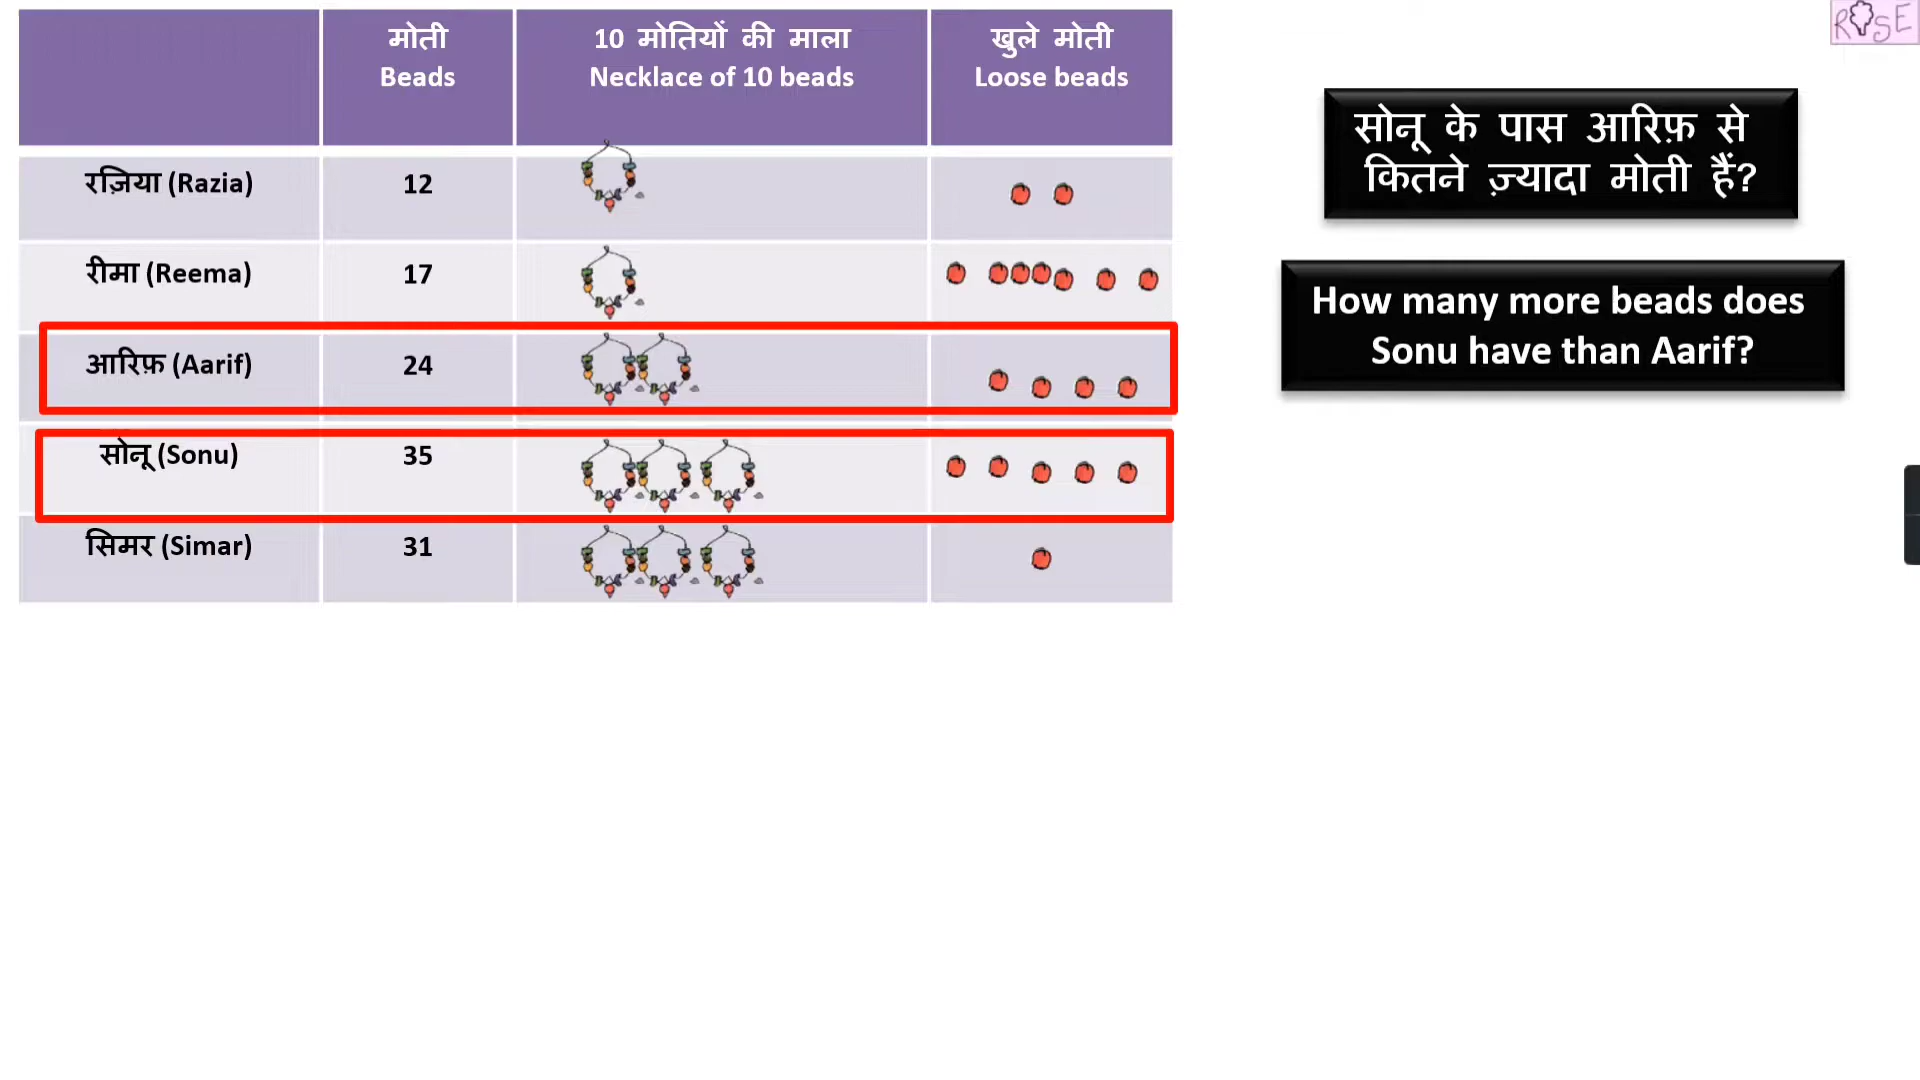 मोती
Beads
10 मोतियों की माला
Necklace of 10 beads
खुले मोती
Loose beads
रज़िया (Razia)
12
रीमा (Reema)
17
आरिफ़ (Aarif)
24
सोनू (Sonu)
35
सिमर (Simar)
31
सोनू के पास आरिफ़ से
कितने ज़्यादा मोती हैं?
How many more beads does
Sonu have than Aarif?
ROSE